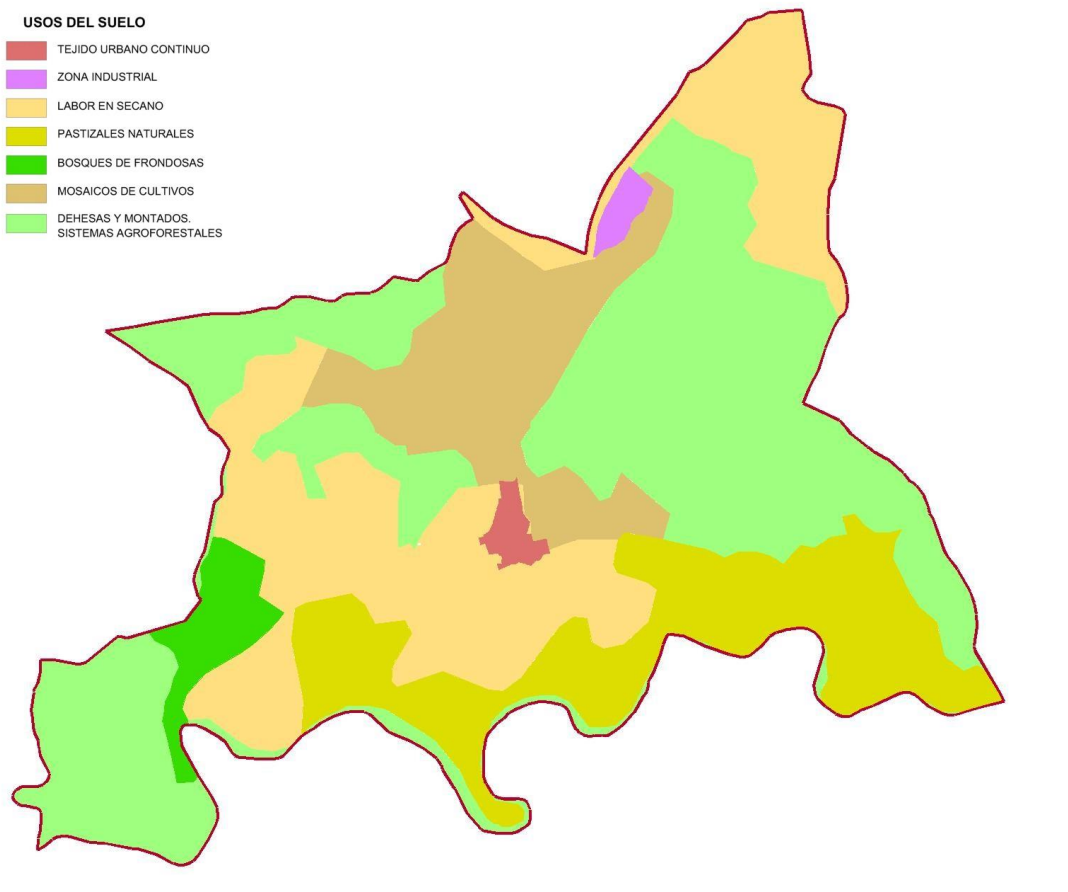 USOS DEL SUELO
TEJIDO URBANO CONTINUO
ZONA INDUSTRIAL
LABOR EN SECANO
PASTIZALES NATURALES
BOSQUES DE FRONDOSAS
MOSAICOS DE CULTIVOS
DEHESAS Y MONTADOS.
SISTEMAS AGROFORESTALES